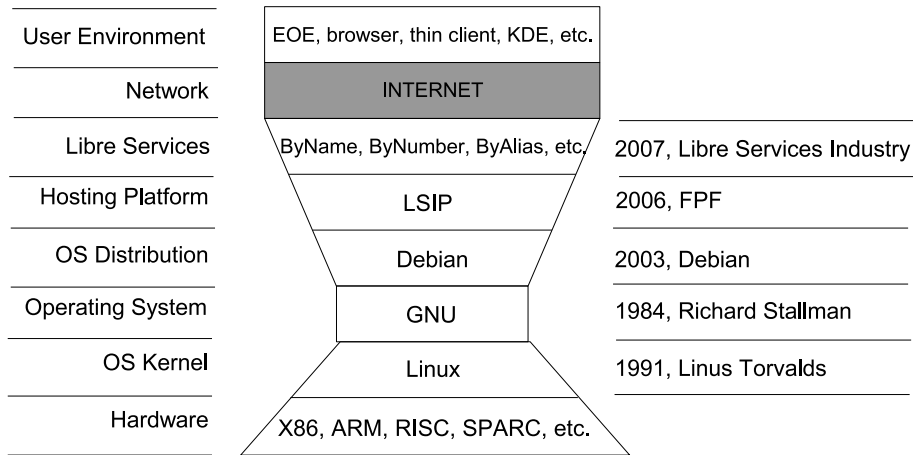 User Environment
EOE, browser, thin client, KDE, etc.
Network
INTERNET
Libre Services
ByName, ByNumber, ByAlias, etc.
2007, Libre Services Industry
Hosting Platform
LSIP
2006, FPF
OS Distribution
Debian
2003, Debian
Operating System
GNU
1984, Richard Stallman
OS Kernel
Linux
1991, Linus Torvalds
Hardware
X86, ARM, RISC, SPARC, etc.